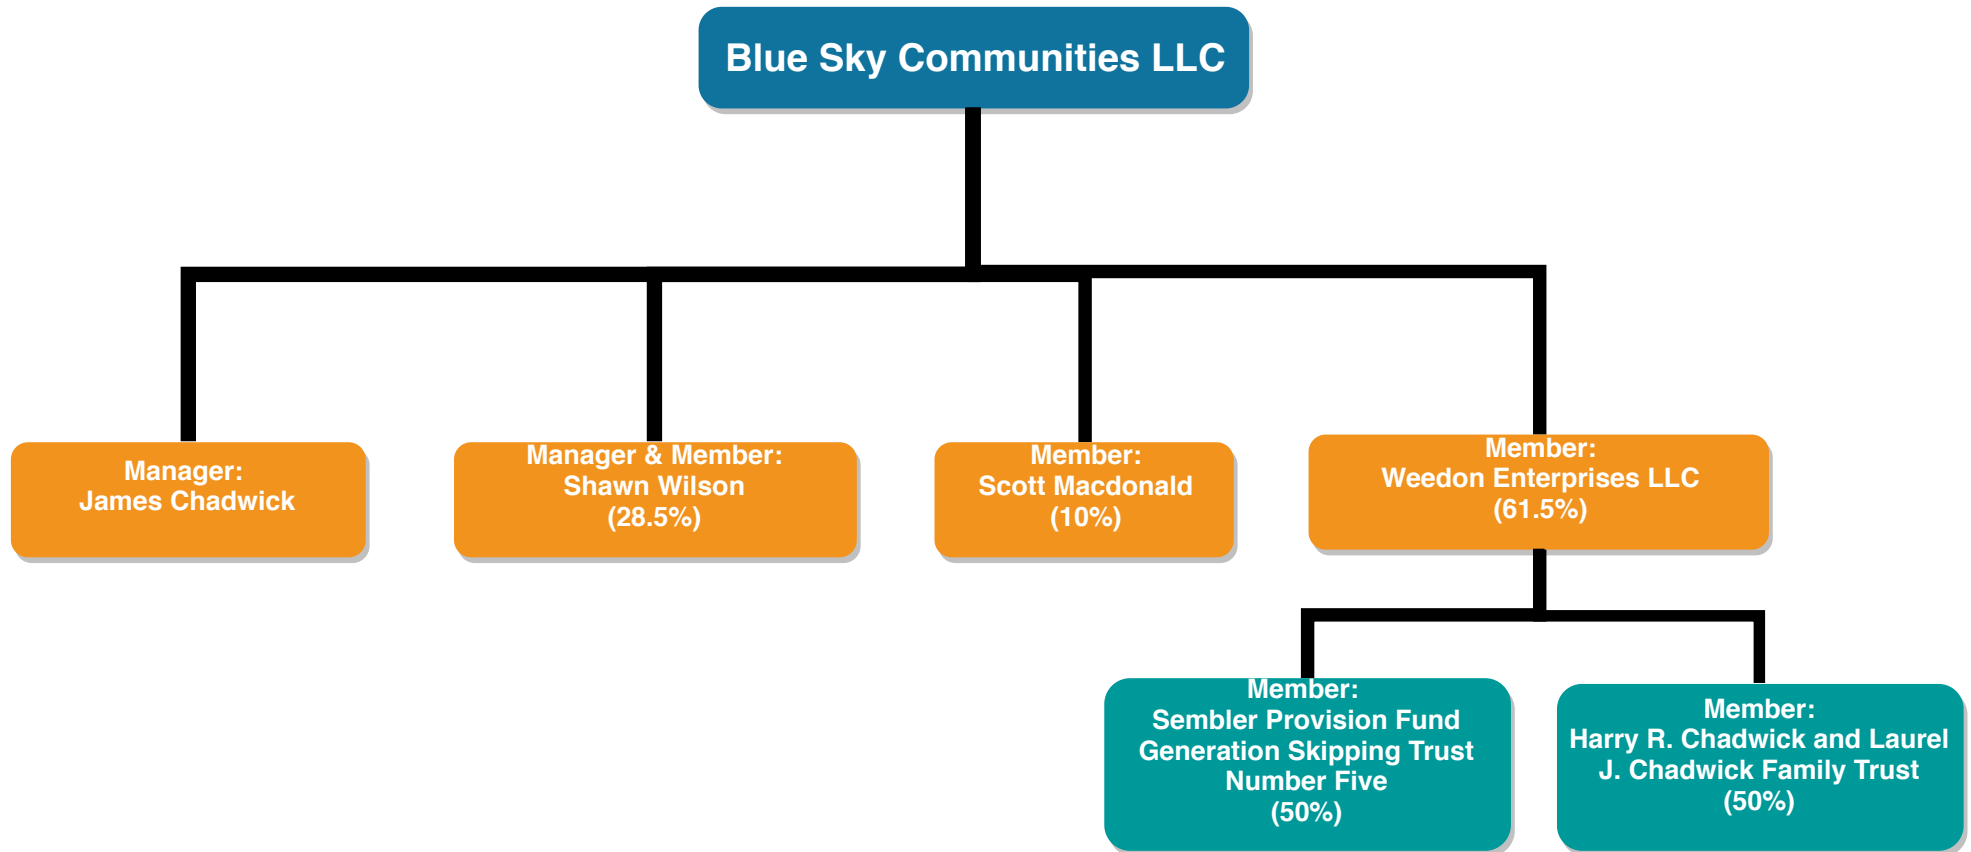 Blue Sky Communities LLC
Manager:
James Chadwick
Manager & Member:
Shawn Wilson
(28.5%)
Member:
Scott Macdonald
(10%)
Member:
Weedon Enterprises LLC
(61.5%)
Member:
Sembler Provision Fund
Generation Skipping Trust
Number Five
(50%)
Member:
Harry R. Chadwick and Laurel
J. Chadwick Family Trust
(50%)